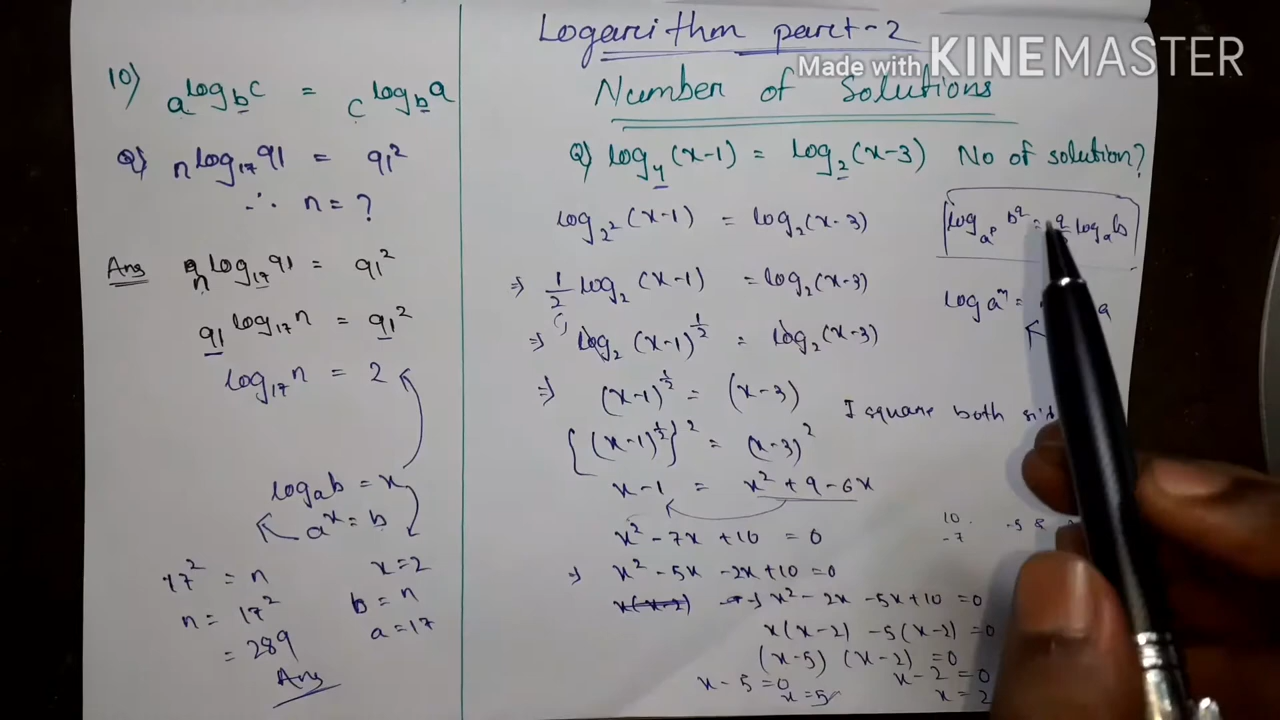 Logarithm part-2
Made with KINEMASTER
Number of Solutions
10) a^log_b c = c^log_b a
Q) n^log_17 91 = 91^2
∴ n = ?
Ans n^log_17 91 = 91^2
91^log_17 n = 91^2
log_17 n = 2
log_a b = x
a^x = b
17^2 = n
x = 2
n = 17^2
b = n
= 289
a = 17
Ans
Q) log_4 (x-1) = log_2 (x-3) No of solution?
log_2^2 (x-1) = log_2 (x-3)
log_a^p b^q = q log_a b
⇒ 1/2 log_2 (x-1) = log_2 (x-3)
log a^m = a
⇒ log_2 (x-1)^1/2 = log_2 (x-3)
⇒ (x-1)^1/2 = (x-3)
I square both
{(x-1)^1/2}^2 = (x-3)^2
x-1 = x^2 + 9 - 6x
x^2 - 7x + 10 = 0
10
-7
-5 &
⇒ x^2 - 5x - 2x + 10 = 0
x^2 - 2x - 5x + 10 = 0
x(x-2) -5(x-2) = 0
(x-5) (x-2) = 0
x - 5 = 0 x - 2 = 0
x = 5 x = 2